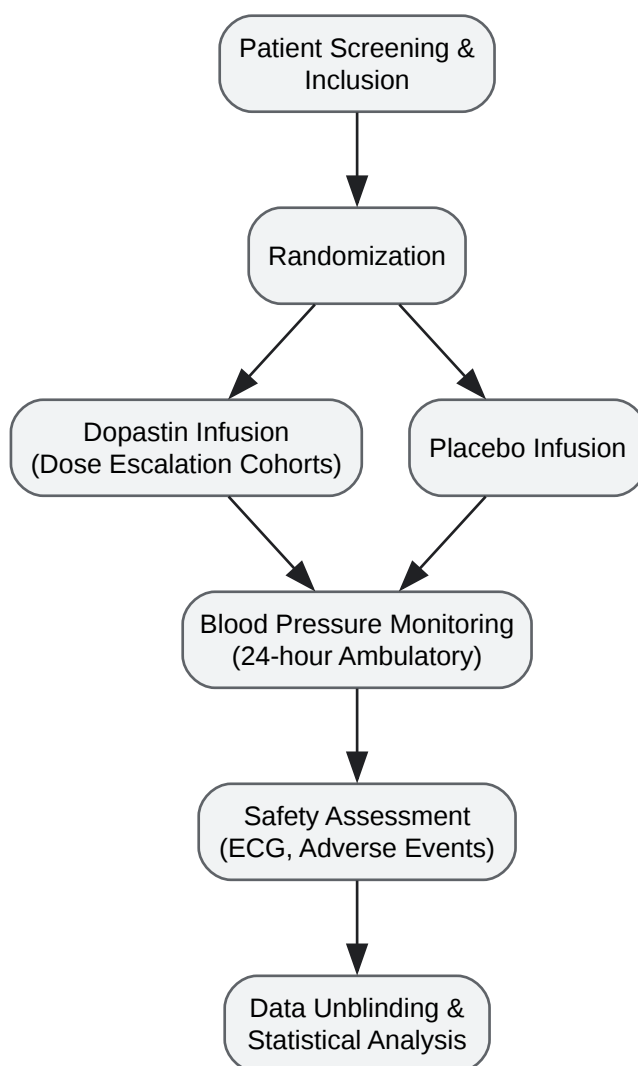 Patient Screening &
Inclusion
Randomization
Dopastin Infusion
(Dose Escalation Cohorts)
Placebo Infusion
Blood Pressure Monitoring
(24-hour Ambulatory)
Safety Assessment
(ECG, Adverse Events)
Data Unblinding &
Statistical Analysis